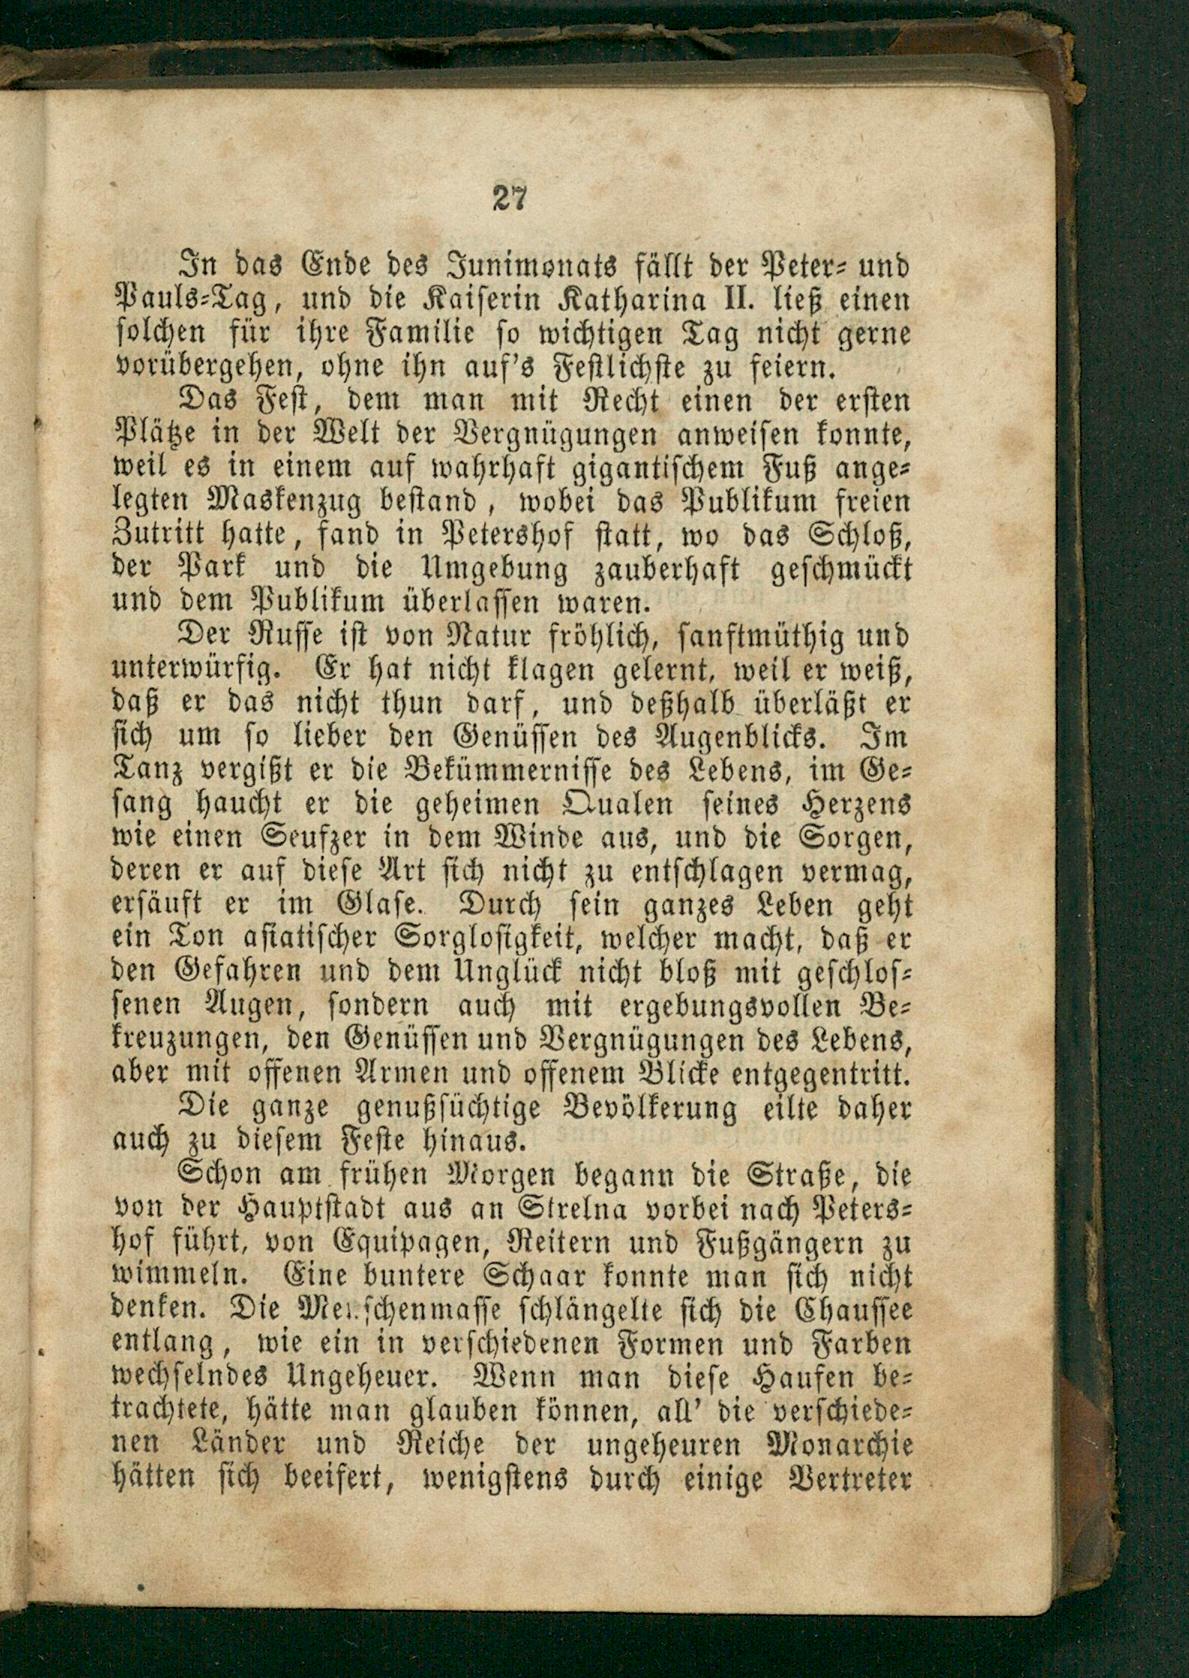 27
In das Ende des Junimonats fällt der Peter- und
Pauls-Tag, und die Kaiserin Katharina II. ließ einen
solchen für ihre Familie so wichtigen Tag nicht gerne
vorübergehen, ohne ihn auf's Festlichste zu feiern.
Das Fest, dem man mit Recht einen der ersten
Plätze in der Welt der Vergnügungen anweisen konnte,
weil es in einem auf wahrhaft gigantischem Fuß ange-
legten Maskenzug bestand, wobei das Publikum freien
Zutritt hatte, fand in Petershof statt, wo das Schloß,
der Park und die Umgebung zauberhaft geschmückt
und dem Publikum überlassen waren.
Der Russe ist von Natur fröhlich, sanftmüthig und
unterwürfig. Er hat nicht klagen gelernt, weil er weiß,
daß er das nicht thun darf, und deßhalb überläßt er
sich um so lieber den Genüssen des Augenblicks. Im
Tanz vergißt er die Bekümmernisse des Lebens, im Ge-
sang haucht er die geheimen Qualen seines Herzens
wie einen Seufzer in dem Winde aus, und die Sorgen,
deren er auf diese Art sich nicht zu entschlagen vermag,
ersäuft er im Glase. Durch sein ganzes Leben geht
ein Ton asiatischer Sorglosigkeit, welcher macht, daß er
den Gefahren und dem Unglück nicht bloß mit geschlos-
senen Augen, sondern auch mit ergebungsvollen Be-
kreuzungen, den Genüssen und Vergnügungen des Lebens,
aber mit offenen Armen und offenem Blicke entgegentritt.
Die ganze genußsüchtige Bevölkerung eilte daher
auch zu diesem Feste hinaus.
Schon am frühen Morgen begann die Straße, die
von der Hauptstadt aus an Strelna vorbei nach Peters-
hof führt, von Equipagen, Reitern und Fußgängern zu
wimmeln. Eine buntere Schaar konnte man sich nicht
denken. Die Menschenmasse schlängelte sich die Chaussee
entlang, wie ein in verschiedenen Formen und Farben
wechselndes Ungeheuer. Wenn man diese Haufen be-
trachtete, hätte man glauben können, all' die verschiede-
nen Länder und Reiche der ungeheuren Monarchie
hätten sich beeifert, wenigstens durch einige Vertreter